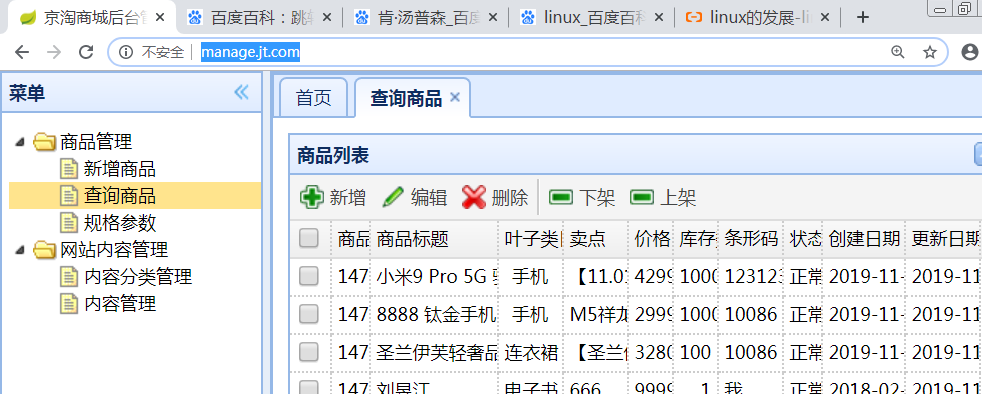 京淘商城后台管 百度百科：跳转 肯·汤普森_百度 linux_百度百科 linux的发展-li
不安全 manage.jt.com
菜单
首页 查询商品
商品管理
新增商品
查询商品
规格参数
网站内容管理
内容分类管理
内容管理
商品列表
新增 编辑 删除 下架 上架
商品 商品标题 叶子类目 卖点 价格 库存 条形码 状态 创建日期 更新日期
147 小米9 Pro 5G 手机 【11.0 4299 1000 123123 正常 2019-11- 2019-11
147 8888 钛金手机 手机 M5祥龙 2999 1000 10086 正常 2019-11- 2019-11
147 圣兰伊芙轻奢品 连衣裙 【圣兰伊 3280 100 10086 正常 2019-11- 2019-11
147 刘昱江 电子书 666 9999 1 我 正常 2018-02- 2019-11